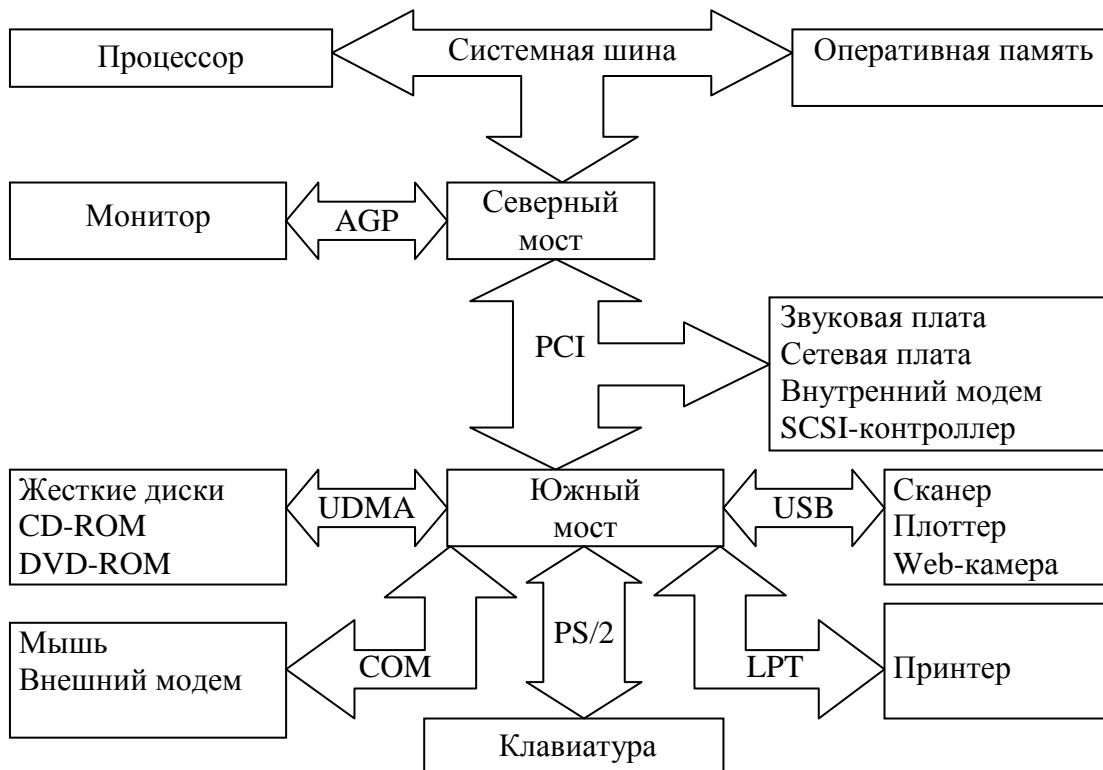 Процессор
Системная шина
Оперативная память
Монитор
AGP
Северный
мост
PCI
Звуковая плата
Сетевая плата
Внутренний модем
SCSI-контроллер
Жесткие диски
CD-ROM
DVD-ROM
UDMA
Южный
мост
USB
Сканер
Плоттер
Web-камера
Мышь
Внешний модем
COM
PS/2
LPT
Принтер
Клавиатура